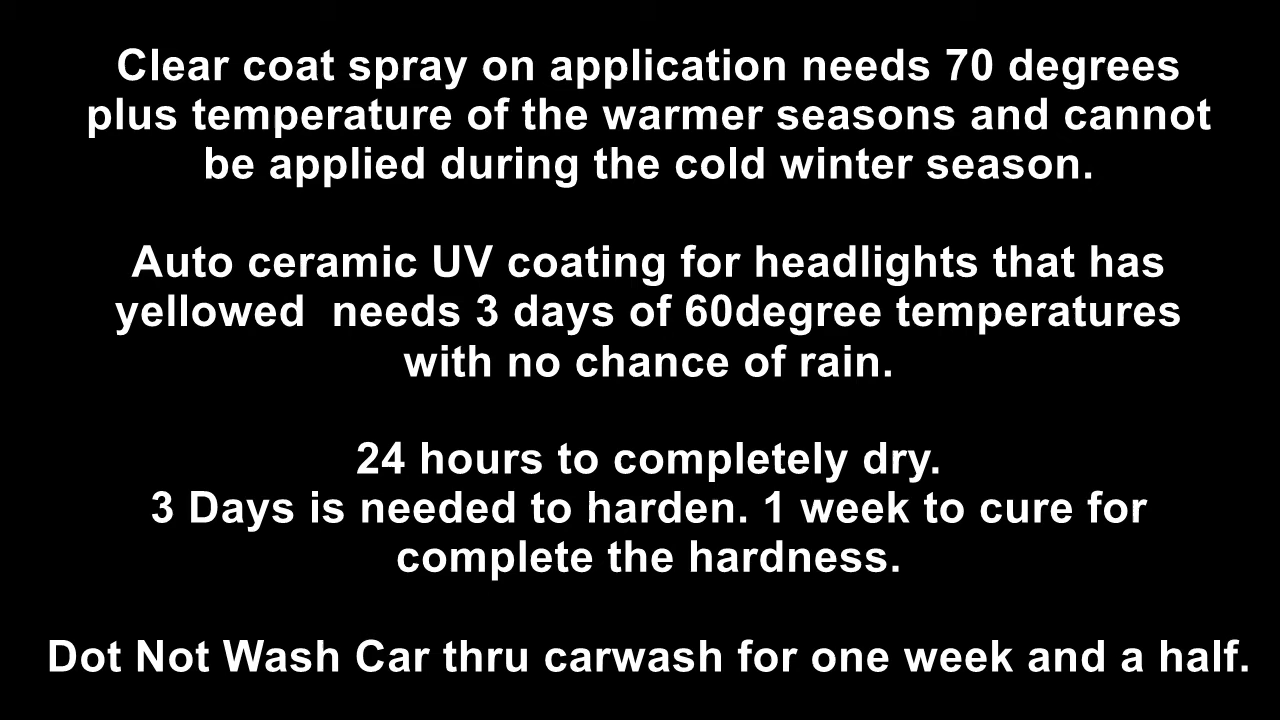 Clear coat spray on application needs 70 degrees
plus temperature of the warmer seasons and cannot
be applied during the cold winter season.
Auto ceramic UV coating for headlights that has
yellowed  needs 3 days of 60degree temperatures
with no chance of rain.
24 hours to completely dry.
3 Days is needed to harden. 1 week to cure for
complete the hardness.
Dot Not Wash Car thru carwash for one week and a half.